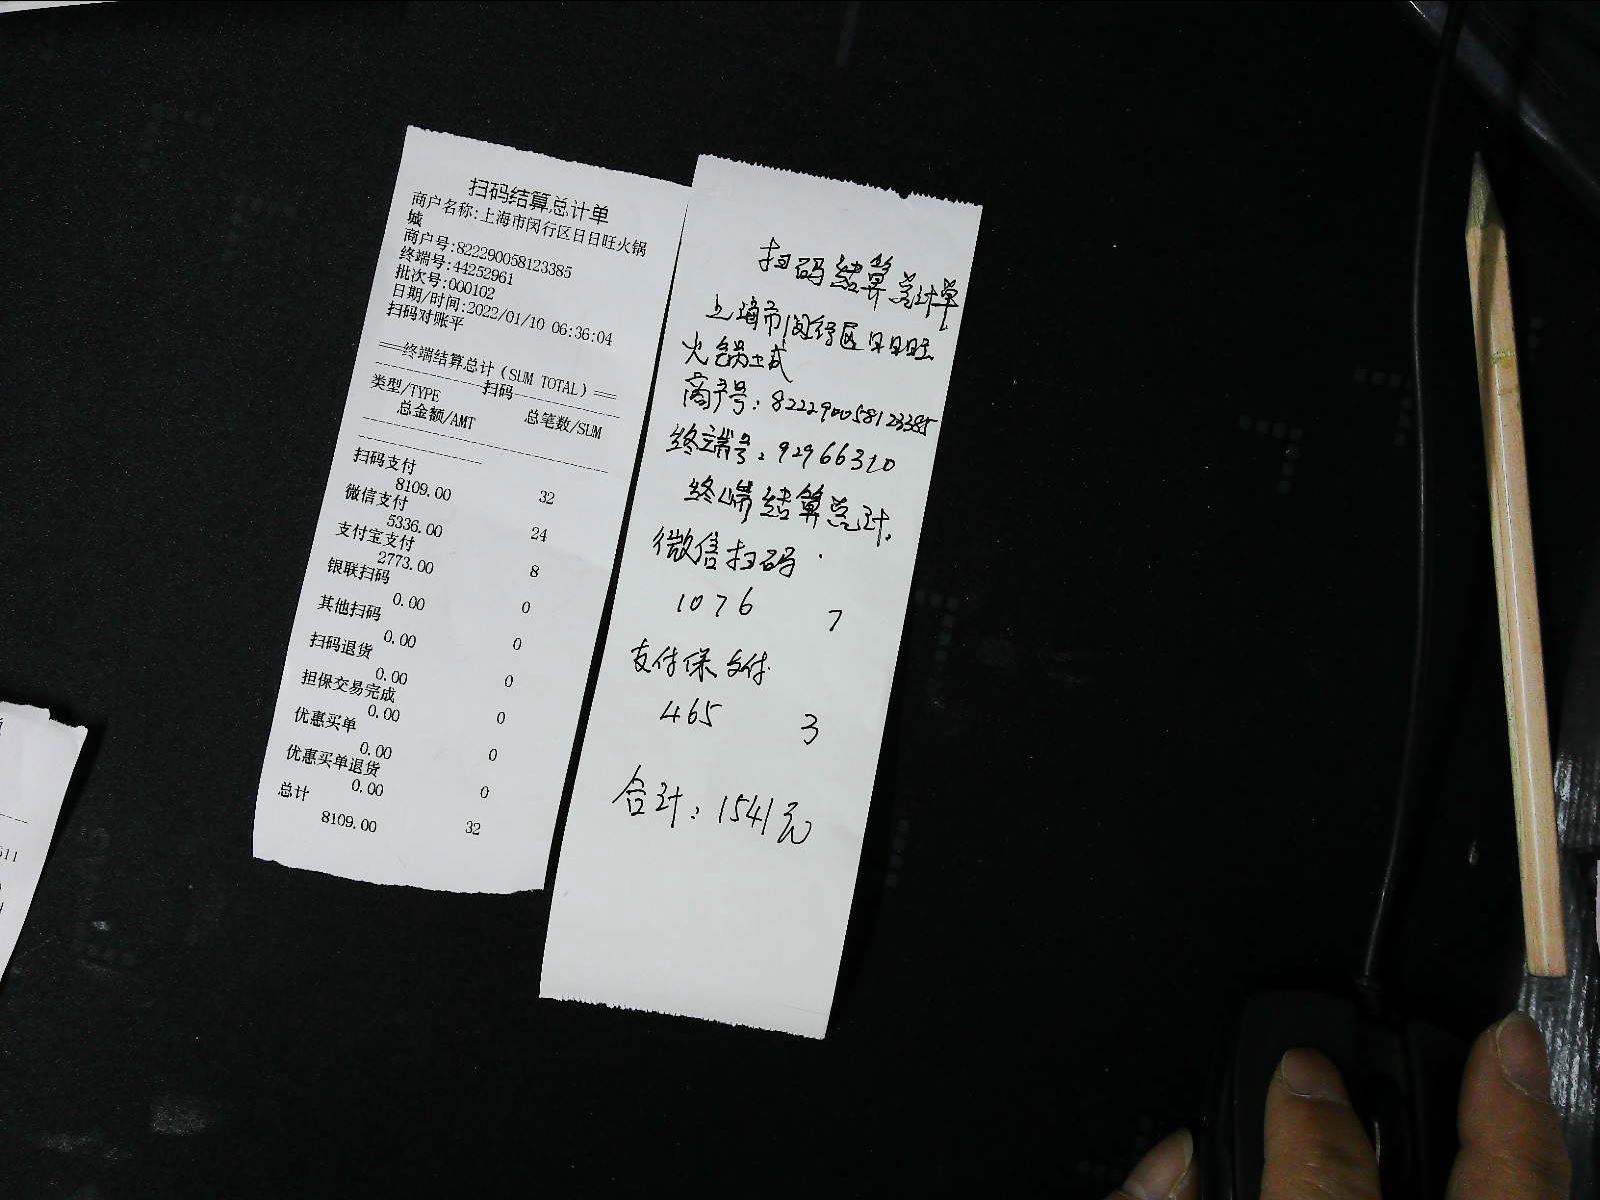 扫码结算总计单
商户名称:上海市闵行区日日旺火锅
城
商户号:822290058123385
终端号:44252961
批次号:000102
日期/时间:2022/01/10 06:36:04
扫码对账平
===终端结算总计(SUM TOTAL)===
扫码
类型/TYPE
总金额/AMT 总笔数/SUM
扫码支付
8109.00 32
微信支付
5336.00 24
支付宝支付
2773.00 8
银联扫码
0.00 0
其他扫码
0.00 0
扫码退货
0.00 0
担保交易完成
0.00 0
优惠买单
0.00 0
优惠买单退货
0.00 0
总计
8109.00 32
扫码结算总计单
上海市闵行区日日旺
火锅城
商户号:822290058123385
终端号:92966310
终端结算总计.
微信扫码
1076 7
支付保支付
465 3
合计:1541元
511